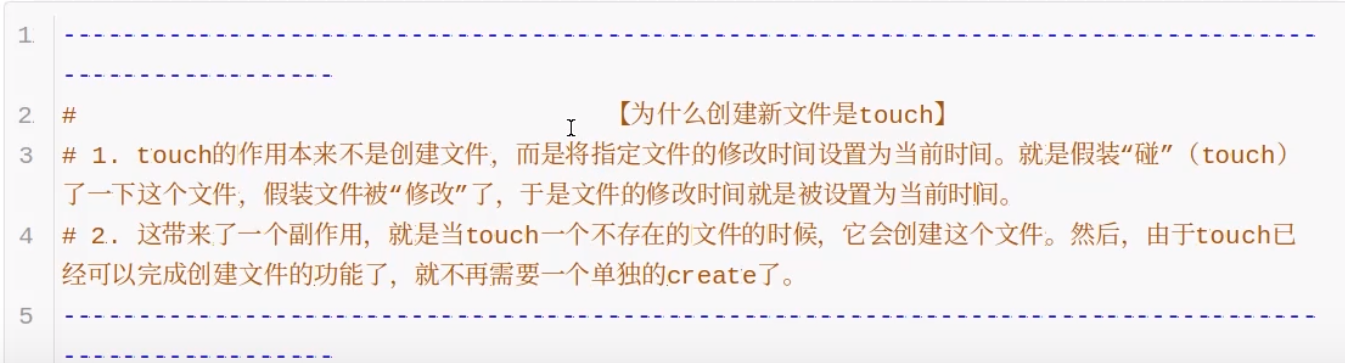 1 --------------------------------------------------------------------------------
------------------
2 # 【为什么创建新文件是touch】
3 # 1. touch的作用本来不是创建文件，而是将指定文件的修改时间设置为当前时间。就是假装“碰”（touch）
了一下这个文件，假装文件被“修改”了，于是文件的修改时间就是被设置为当前时间。
4 # 2. 这带来了一个副作用，就是当touch一个不存在的文件的时候，它会创建这个文件。然后，由于touch已
经可以完成创建文件的功能了，就不再需要一个单独的create了。
5 --------------------------------------------------------------------------------
------------------